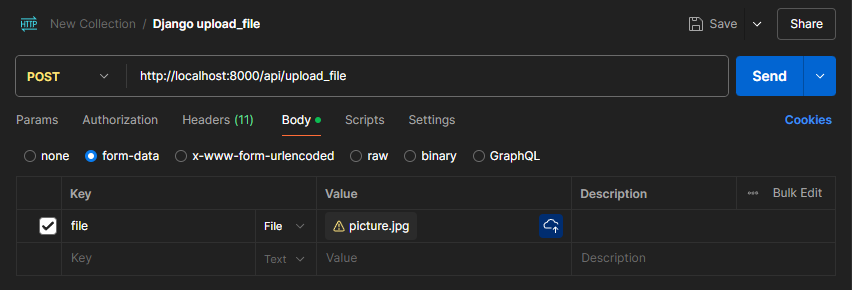 HTTP New Collection / Django upload_file Save Share
POST http://localhost:8000/api/upload_file Send
Params Authorization Headers (11) Body Scripts Settings Cookies
none form-data x-www-form-urlencoded raw binary GraphQL
Key Value Description ••• Bulk Edit
file File picture.jpg
Key Text Value Description